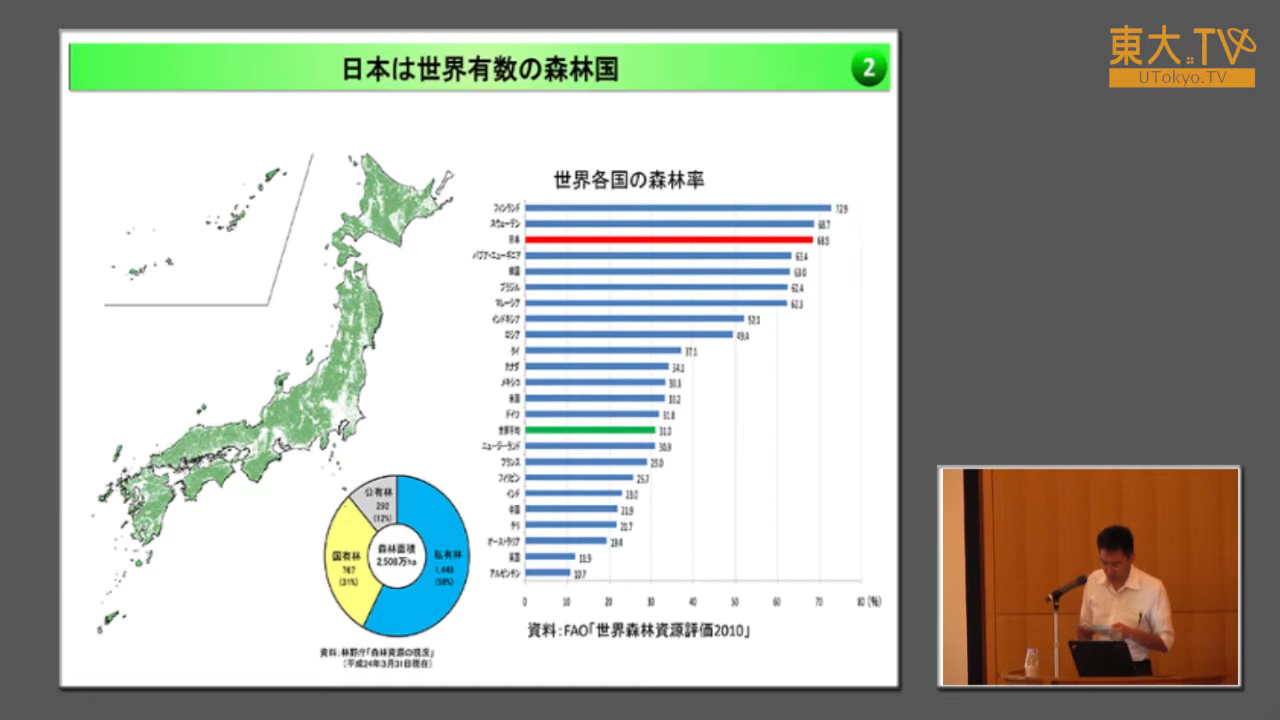 日本は世界有数の森林国
2
東大.TV
UTokyo.TV
世界各国の森林率
フィンランド 72.9
スウェーデン 68.7
日本 68.5
パプア・ニューギニア 63.4
韓国 63.0
ブラジル 62.4
マレーシア 62.3
インドネシア 52.1
ロシア 49.4
タイ 37.1
カナダ 34.1
メキシコ 33.3
米国 33.2
ドイツ 31.8
世界平均 31.0
ニュージーランド 30.9
フランス 29.0
フィリピン 25.7
インド 23.0
中国 21.9
チリ 21.7
オーストラリア 19.4
英国 11.9
アルゼンチン 10.7
0 10 20 30 40 50 60 70 80 (%)
資料：FAO「世界森林資源評価2010」
公有林
292
(12%)
国有林
767
(31%)
森林面積
2,508万ha
私有林
1,449
(58%)
資料：林野庁「森林資源の現況」
（平成24年3月31日現在）